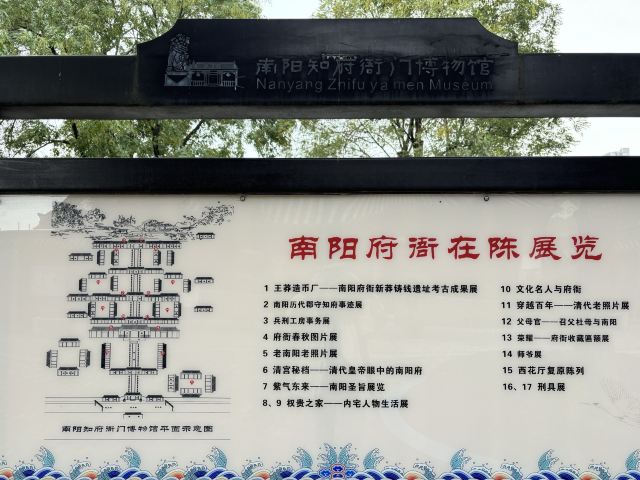 南阳知府衙门博物馆
Nanyang Zhifu ya men Museum
南阳府衙在陈展览
1 王莽造币厂——南阳府衙新莽铸钱遗址考古成果展
2 南阳历代郡守知府事迹展
3 兵刑工房事务展
4 府衙春秋图片展
5 老南阳老照片展
6 清宫秘档——清代皇帝眼中的南阳府
7 紫气东来——南阳圣旨展览
8、9 权贵之家——内宅人物生活展
10 文化名人与府衙
11 穿越百年——清代老照片展
12 父母官——召父杜母与南阳
13 荣耀——府衙收藏匾额展
14 师爷展
15 西花厅复原陈列
16、17 刑具展
南阳知府衙门博物馆平面示意图